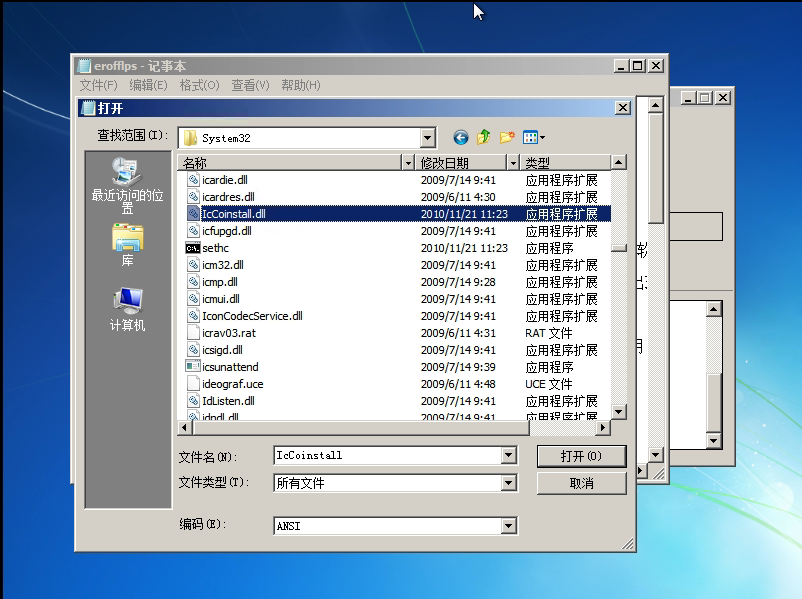 erofflps - 记事本
文件(F) 编辑(E) 格式(O) 查看(V) 帮助(H)
打开
查找范围(I): System32
名称 修改日期 类型
icardie.dll 2009/7/14 9:41 应用程序扩展
icardres.dll 2009/6/11 4:30 应用程序扩展
IcCoinstall.dll 2010/11/21 11:23 应用程序扩展
icfupgd.dll 2009/7/14 9:41 应用程序扩展
sethc 2010/11/21 11:23 应用程序
icm32.dll 2009/7/14 9:41 应用程序扩展
icmp.dll 2009/7/14 9:28 应用程序扩展
icmui.dll 2009/7/14 9:41 应用程序扩展
IconCodecService.dll 2009/7/14 9:41 应用程序扩展
icrav03.rat 2009/6/11 4:31 RAT 文件
icsigd.dll 2009/7/14 9:41 应用程序扩展
icsunattend 2009/7/14 9:39 应用程序
ideograf.uce 2009/6/11 4:48 UCE 文件
IdListen.dll 2009/7/14 9:41 应用程序扩展
idndl.dll 2009/7/14 9:41 应用程序扩展
最近访问的位
置
库
计算机
文件名(N): IcCoinstall 打开(O)
文件类型(T): 所有文件 取消
编码(E): ANSI